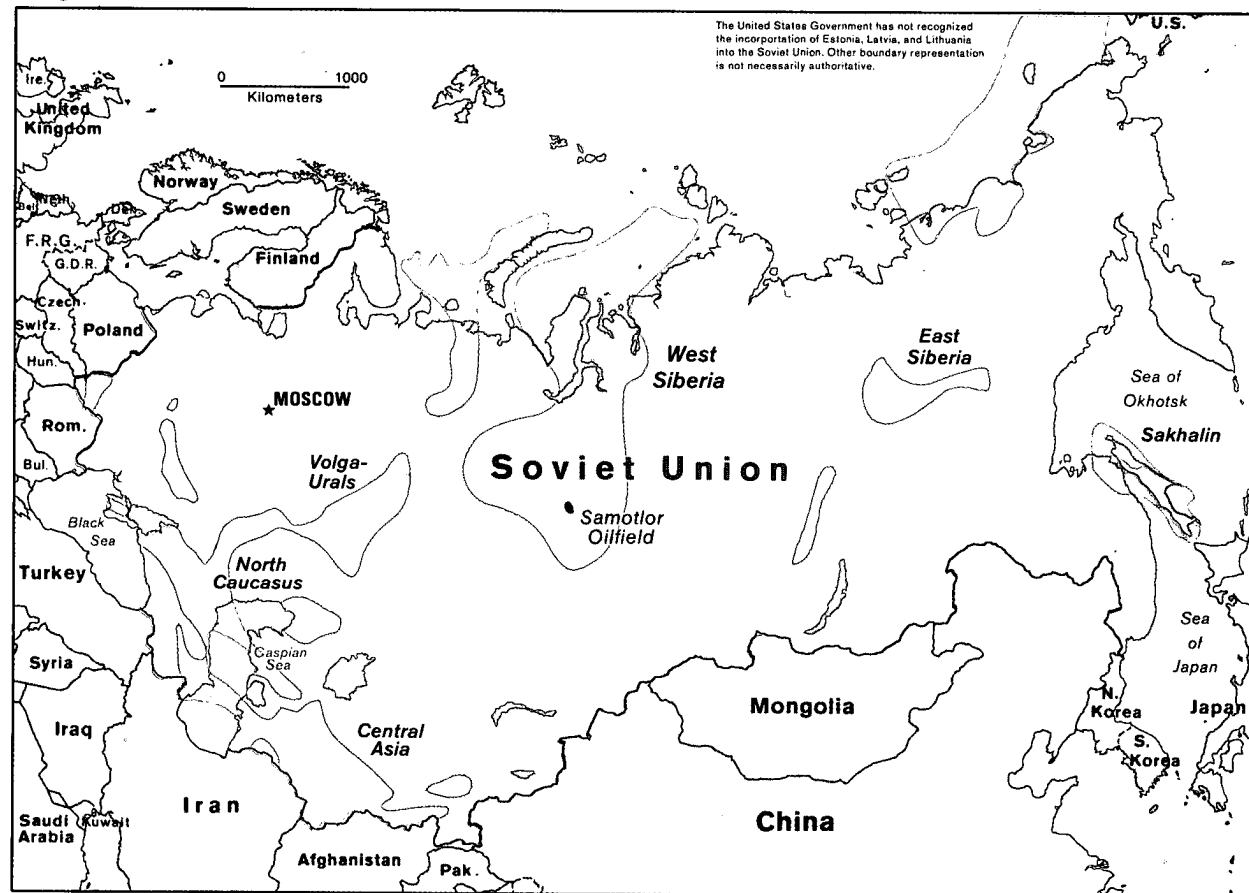 The United States Government has not recognized
the incorportation of Estonia, Latvia, and Lithuania
into the Soviet Union. Other boundary representation
is not necessarily authoritative.
U.S.
0 1000
Kilometers
Ire.
United
Kingdom
Norway
Sweden
Finland
Neth.
Bel.
Den.
F.R.G.
G.D.R.
Czech.
Switz.
Poland
Hun.
Rom.
Bul.
MOSCOW
West
Siberia
East
Siberia
Sea of
Okhotsk
Sakhalin
Volga-
Urals
Soviet Union
Samotlor
Oilfield
Black
Sea
Turkey
North
Caucasus
Caspian
Sea
Syria
Iraq
Central
Asia
Mongolia
Sea
of
Japan
N.
Korea
Japan
S.
Korea
Iran
China
Saudi
Arabia
Kuwait
Afghanistan
Pak.